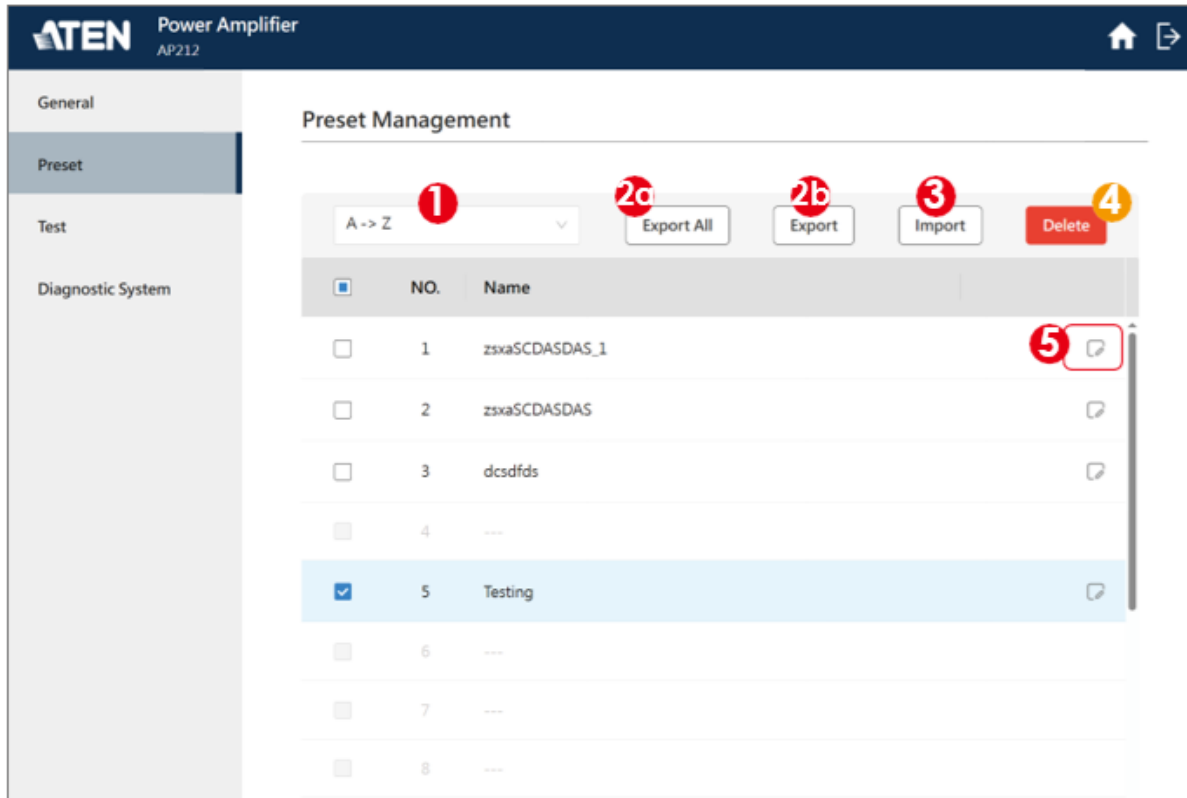 ATEN Power Amplifier
AP212
General
Preset
Test
Diagnostic System
Preset Management
1 2a 2b 3 4
A -> Z Export All Export Import Delete
NO. Name
1 zsxaSCDASDAS_1 5
2 zsxaSCDASDAS
3 dcsdfds
4 ---
5 Testing
6 ---
7 ---
8 ---